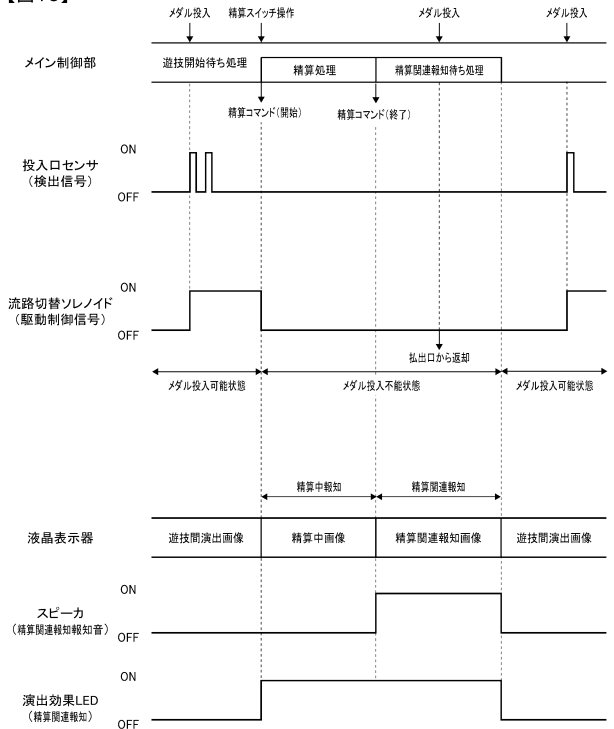 メダル投入 精算スイッチ操作 メダル投入 メダル投入
メイン制御部
遊技開始待ち処理 精算処理 精算関連報知待ち処理
精算コマンド(開始) 精算コマンド(終了)
投入口センサ
(検出信号)
ON
OFF
流路切替ソレノイド
(駆動制御信号)
ON
OFF
払出口から返却
メダル投入可能状態 メダル投入不能状態 メダル投入可能状態
精算中報知 精算関連報知
液晶表示器
遊技間演出画像 精算中画像 精算関連報知画像 遊技間演出画像
スピーカ
(精算関連報知報知音)
ON
OFF
演出効果LED
(精算関連報知)
ON
OFF